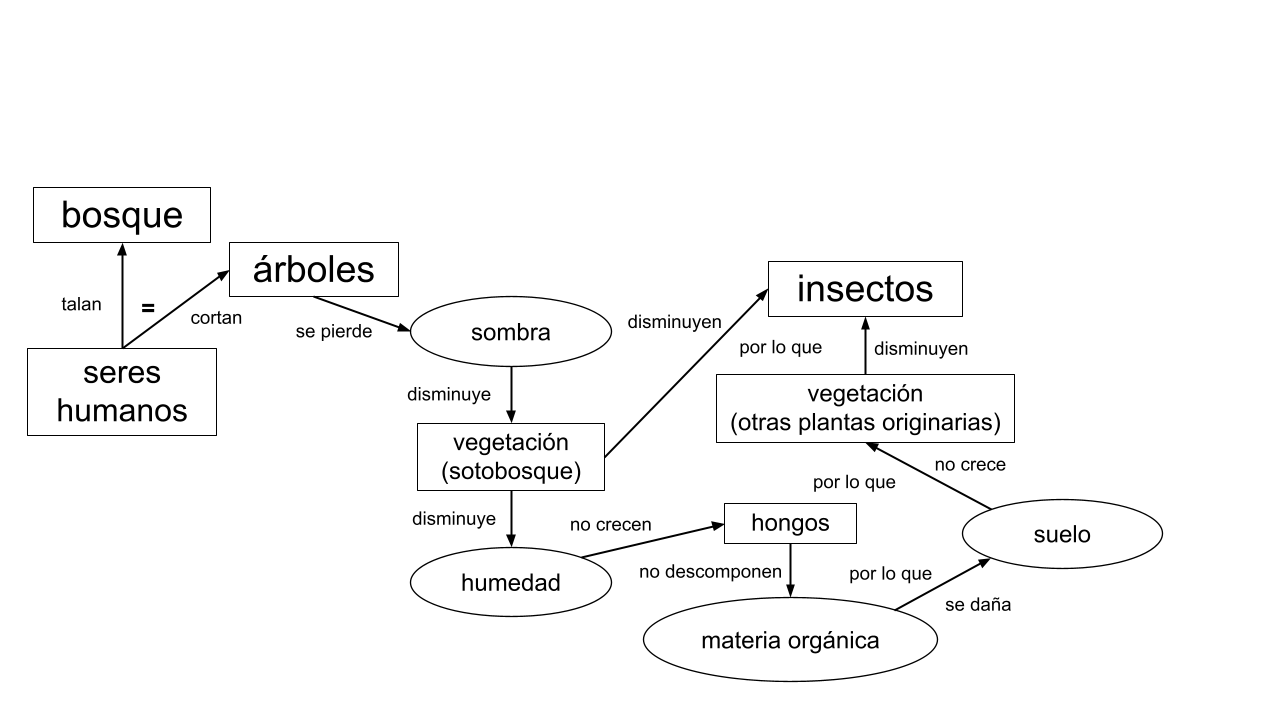 bosque
árboles
talan
=
cortan
seres
humanos
se pierde
sombra
disminuye
vegetación
(sotobosque)
disminuye
humedad
disminuyen
insectos
por lo que
disminuyen
vegetación
(otras plantas originarias)
no crece
por lo que
no crecen
hongos
suelo
no descomponen
por lo que
se daña
materia orgánica